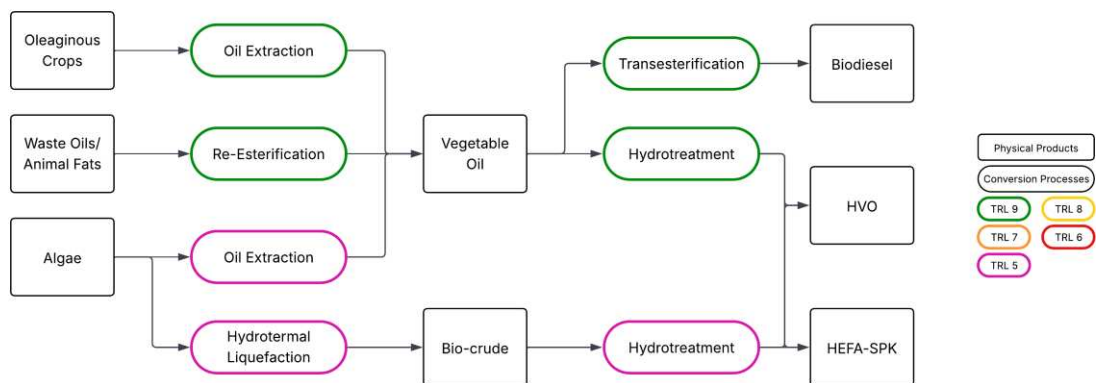 Oleaginous
Crops
Oil Extraction
Transesterification
Biodiesel
Waste Oils/
Animal Fats
Re-Esterification
Vegetable
Oil
Hydrotreatment
HVO
Algae
Oil Extraction
Hydrotermal
Liquefaction
Bio-crude
Hydrotreatment
HEFA-SPK
Physical Products
Conversion Processes
TRL 9
TRL 8
TRL 7
TRL 6
TRL 5